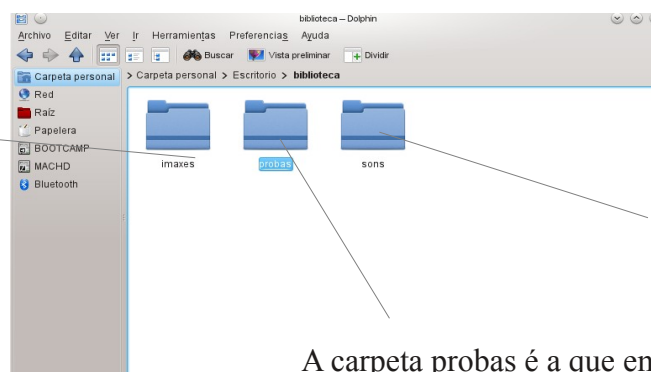 biblioteca – Dolphin
Archivo Editar Ver Ir Herramientas Preferencias Ayuda
Buscar Vista preliminar Dividir
Carpeta personal > Carpeta personal > Escritorio > biblioteca
Red
Raíz
Papelera
BOOTCAMP
MACHD
Bluetooth
imaxes probas sons
A carpeta probas é a que en